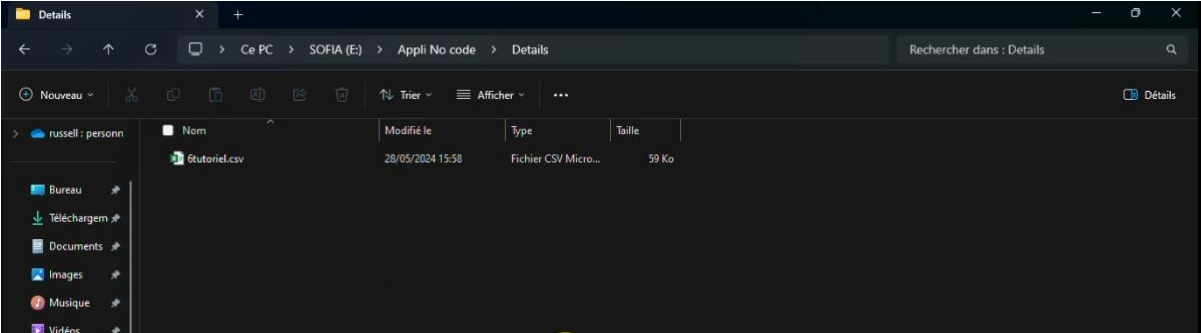 Details
Ce PC > SOFIA (E:) > Appli No code > Details
Rechercher dans : Details
Nouveau
Trier
Afficher
Détails
russell : personn
Nom Modifié le Type Taille
6tutoriel.csv 28/05/2024 15:58 Fichier CSV Micro... 59 Ko
Bureau
Téléchargem
Documents
Images
Musique
Vidéos